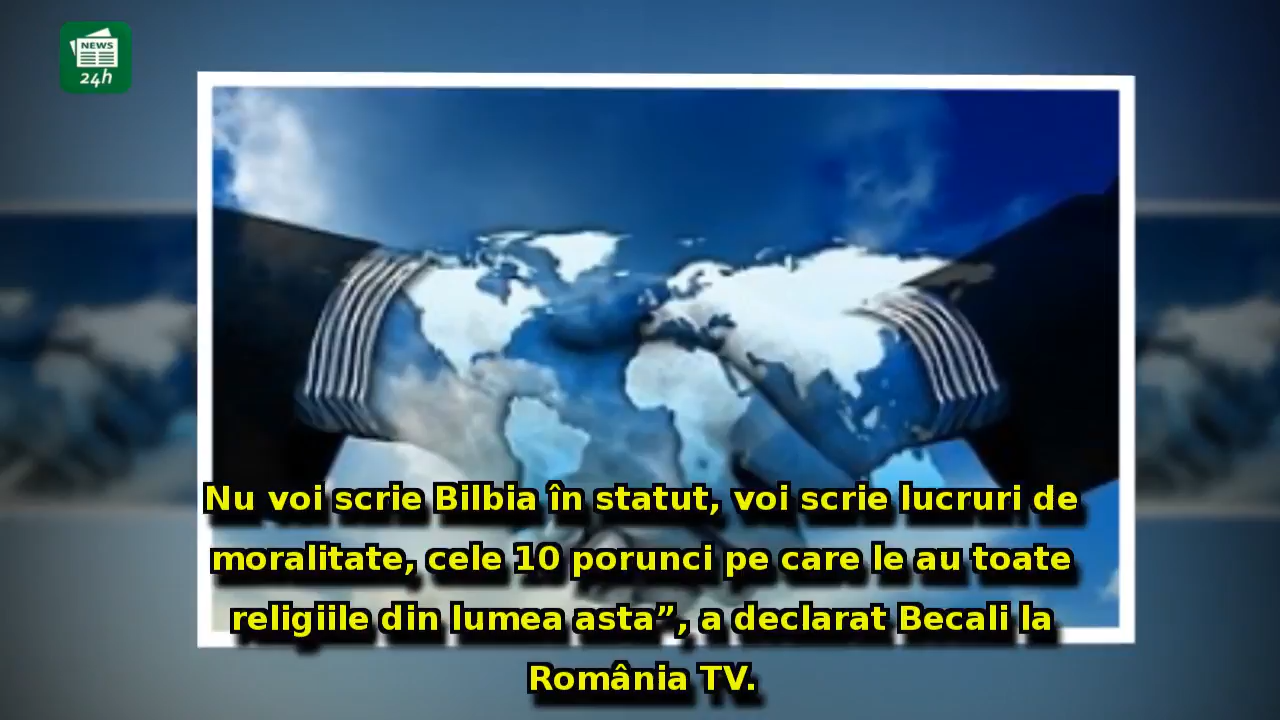 NEWS
24h
Nu voi scrie Bilbia în statut, voi scrie lucruri de
moralitate, cele 10 porunci pe care le au toate
religiile din lumea asta”, a declarat Becali la
România TV.